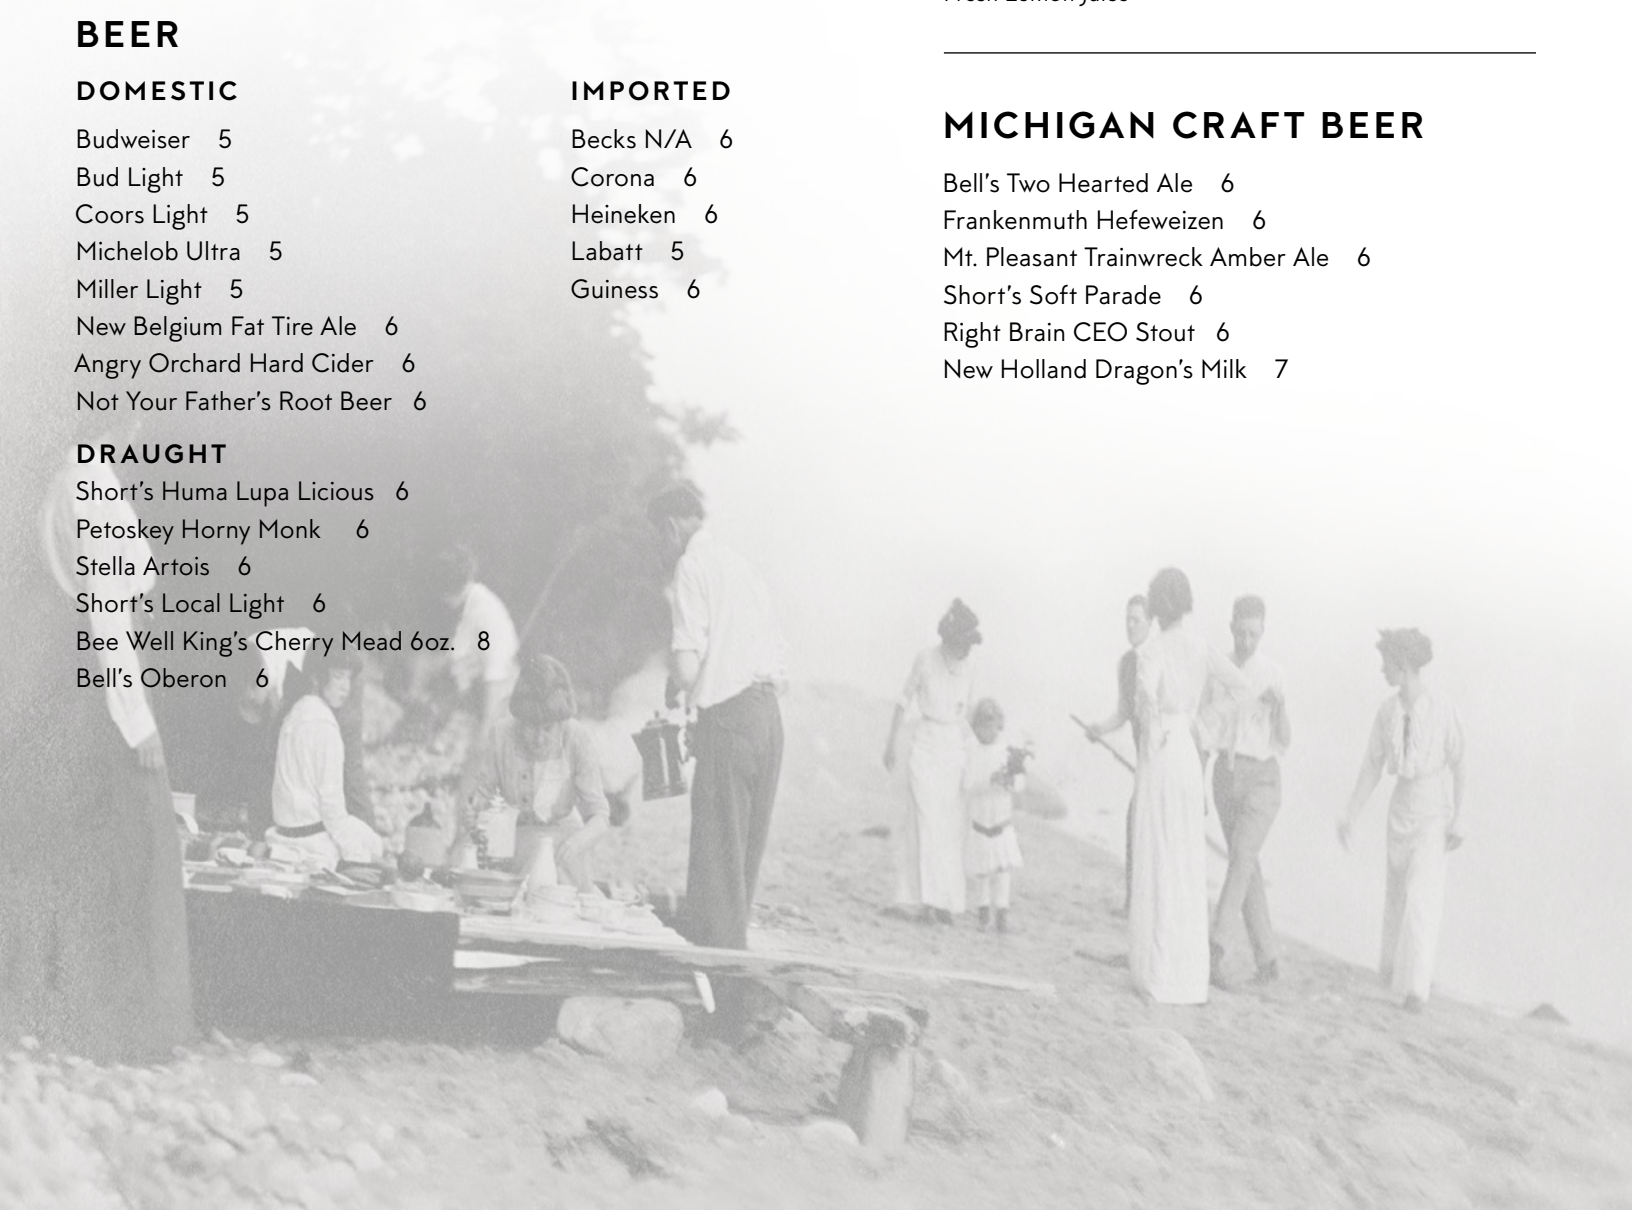 BEER
DOMESTIC
Budweiser 5
Bud Light 5
Coors Light 5
Michelob Ultra 5
Miller Light 5
New Belgium Fat Tire Ale 6
Angry Orchard Hard Cider 6
Not Your Father's Root Beer 6
DRAUGHT
Short's Huma Lupa Licious 6
Petoskey Horny Monk 6
Stella Artois 6
Short's Local Light 6
Bee Well King's Cherry Mead 6oz. 8
Bell's Oberon 6
IMPORTED
Becks N/A 6
Corona 6
Heineken 6
Labatt 5
Guiness 6
Fresh Lemon Juice
MICHIGAN CRAFT BEER
Bell's Two Hearted Ale 6
Frankenmuth Hefeweizen 6
Mt. Pleasant Trainwreck Amber Ale 6
Short's Soft Parade 6
Right Brain CEO Stout 6
New Holland Dragon's Milk 7